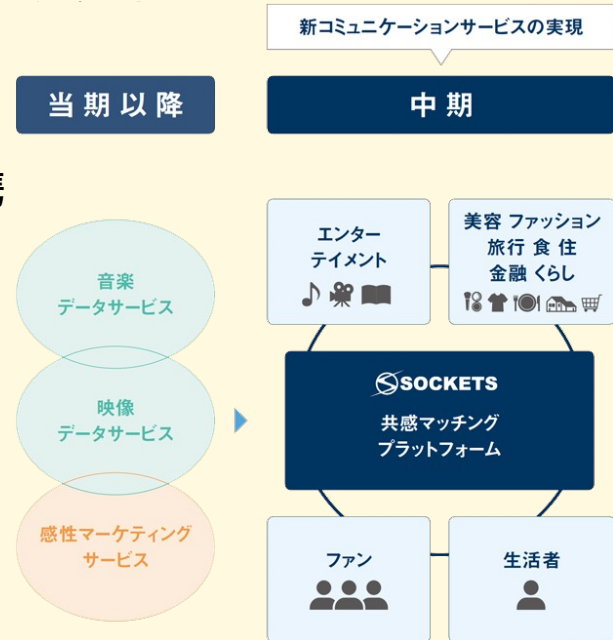 新コミュニケーションサービスの実現
当期以降
中期
音楽
データサービス
映像
データサービス
感性マーケティング
サービス
エンター
テイメント
美容 ファッション
旅行 食 住
金融 くらし
SOCKETS
共感マッチング
プラットフォーム
ファン
生活者